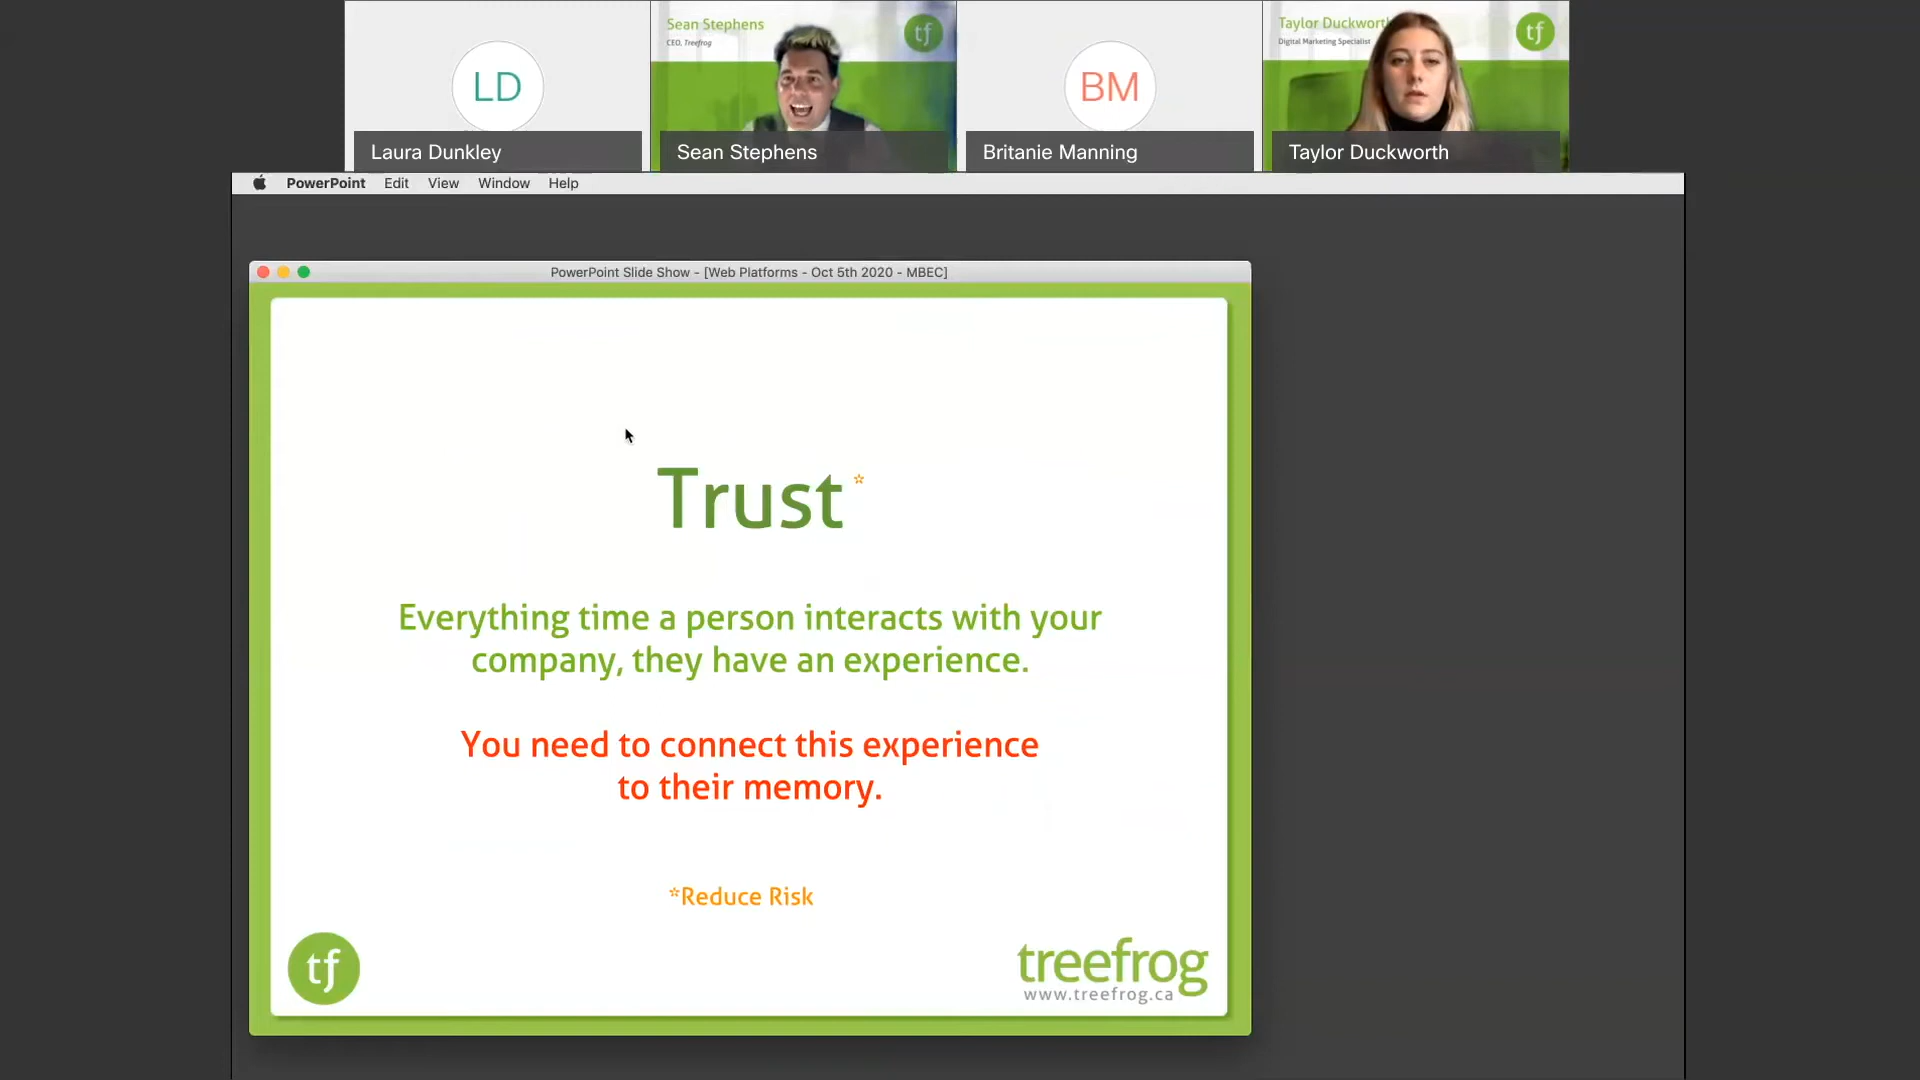 LD
Laura Dunkley
Sean Stephens
CEO, Treefrog
tf
Sean Stephens
BM
Britanie Manning
Taylor Duckwort
Digital Marketing Specialist
tf
Taylor Duckworth
PowerPoint Edit View Window Help
PowerPoint Slide Show - [Web Platforms - Oct 5th 2020 - MBEC]
Trust*
Everything time a person interacts with your
company, they have an experience.
You need to connect this experience
to their memory.
*Reduce Risk
tf
treefrog
www.treefrog.ca